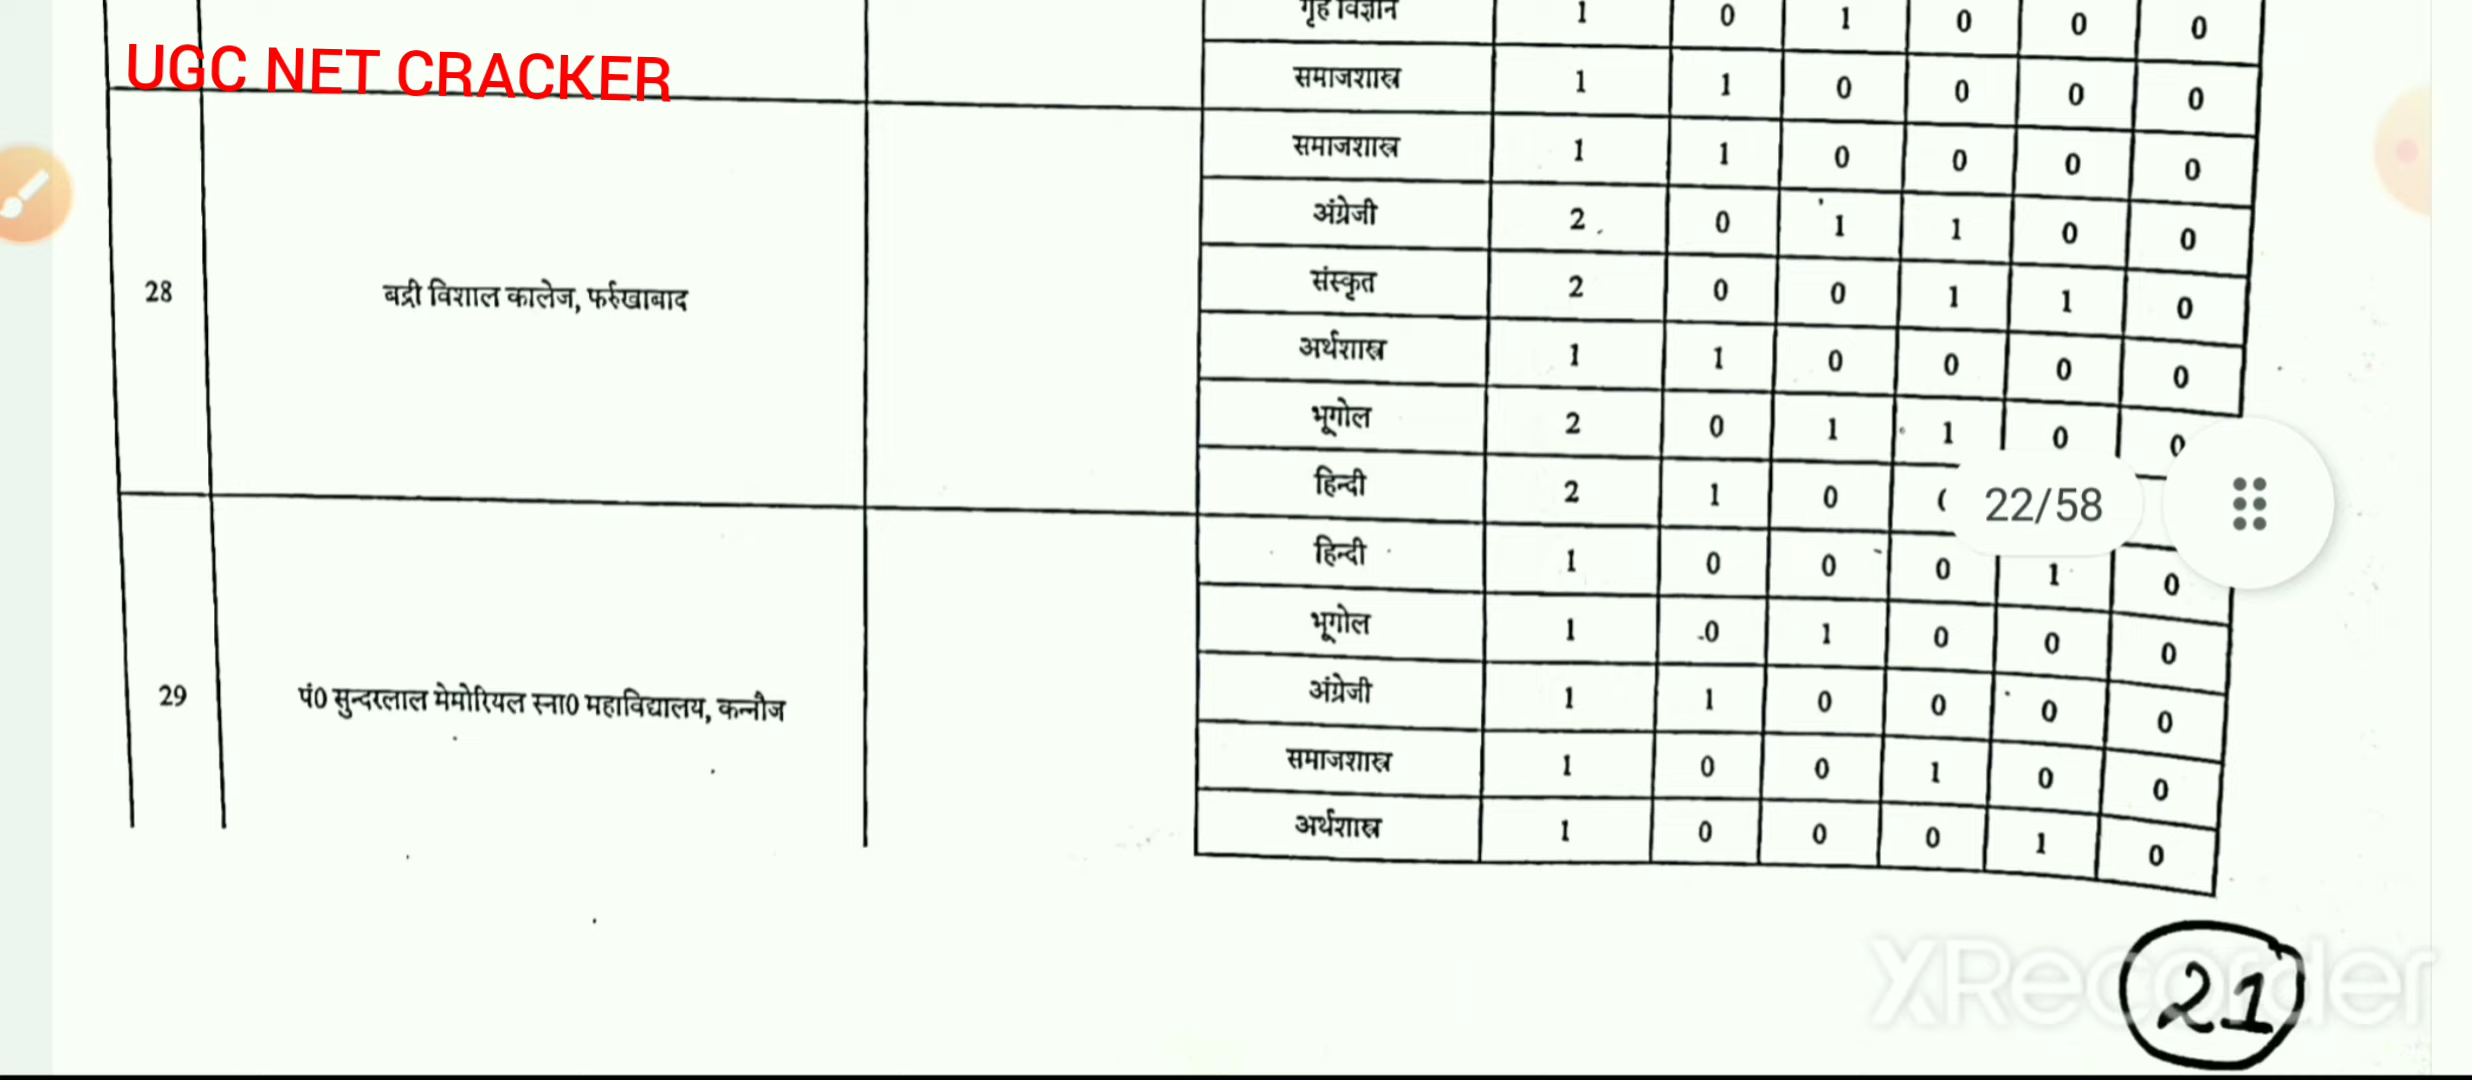 गृह विज्ञान 1 0 1 0 0 0
UGC NET CRACKER
समाजशास्त्र 1 1 0 0 0 0
समाजशास्त्र 1 1 0 0 0 0
अंग्रेजी 2 0 1 1 0 0
28 बद्री विशाल कालेज, फर्रुखाबाद
संस्कृत 2 0 0 1 1 0
अर्थशास्त्र 1 1 0 0 0 0
भूगोल 2 0 1 1 0 0
हिन्दी 2 1 0
22/58
हिन्दी 1 0 0 0 1 0
भूगोल 1 0 1 0 0 0
29 पं0 सुन्दरलाल मेमोरियल स्ना0 महाविद्यालय, कन्नौज
अंग्रेजी 1 1 0 0 0 0
समाजशास्त्र 1 0 0 1 0 0
अर्थशास्त्र 1 0 0 0 1 0
XRecorder
21